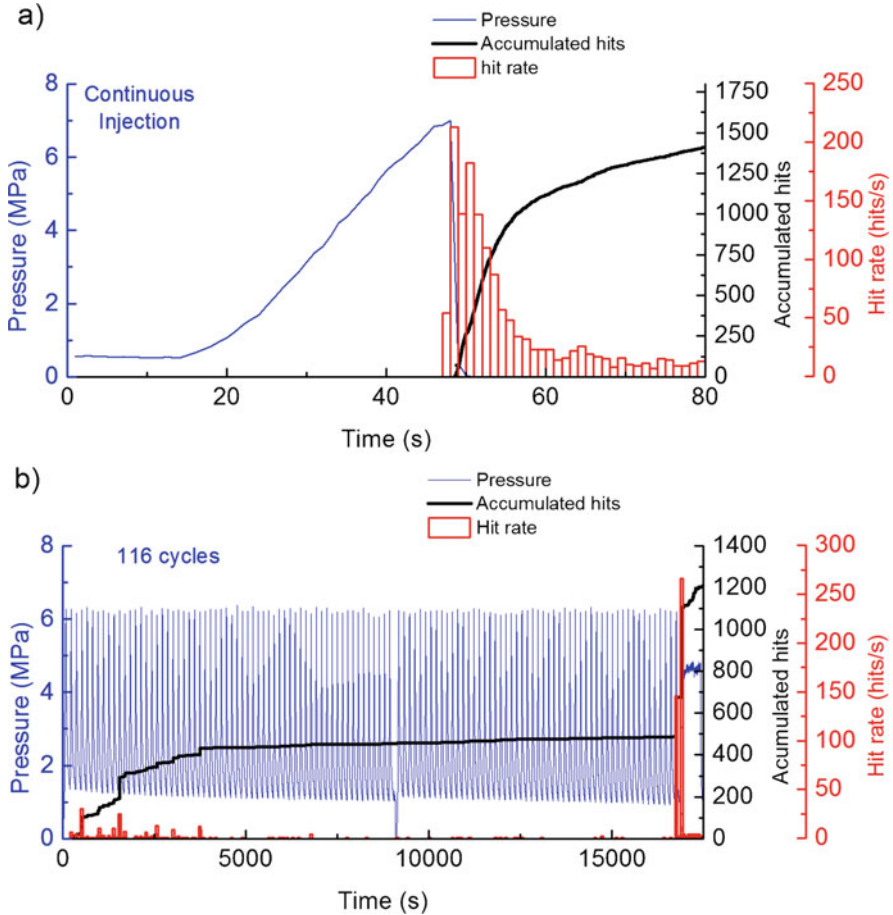 a)
Pressure
Accumulated hits
hit rate
Continuous
Injection
8
6
4
2
0
Pressure (MPa)
0 20 40 60 80
Time (s)
1750
1500
1250
1000
750
500
250
0
Accumulated hits
250
200
150
100
50
0
Hit rate (hits/s)
b)
Pressure
Accumulated hits
Hit rate
116 cycles
8
6
4
2
0
Pressure (MPa)
0 5000 10000 15000
Time (s)
1400
1200
1000
800
600
400
200
0
Acumulated hits
300
250
200
150
100
50
0
Hit rate (hits/s)